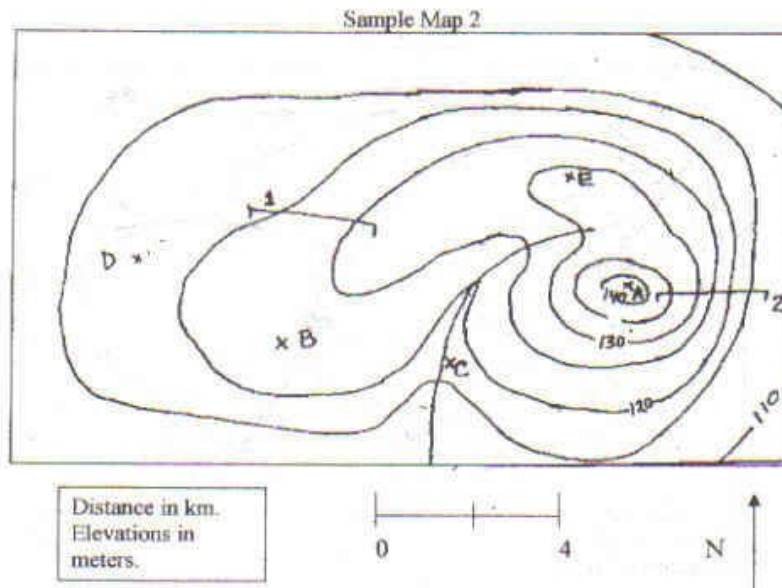 Sample Map 2
E
1
D
140 A
2
B
130
C
120
110
Distance in km.
Elevations in
meters.
0 4 N